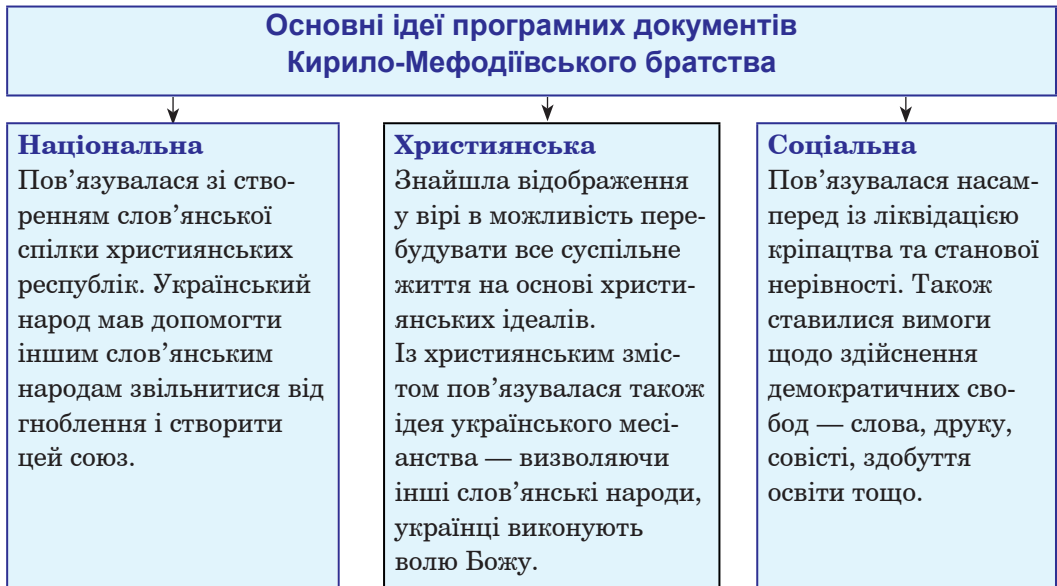 Основні ідеї програмних документів
Кирило-Мефодіївського братства
Національна
Пов’язувалася зі ство-
ренням слов’янської
спілки християнських
республік. Український
народ мав допомогти
іншим слов’янським
народам звільнитися від
гноблення і створити
цей союз.
Християнська
Знайшла відображення
у вірі в можливість пере-
будувати все суспільне
життя на основі христи-
янських ідеалів.
Із християнським зміс-
том пов’язувалася також
ідея українського месі-
анства — визволяючи
інші слов’янські народи,
українці виконують
волю Божу.
Соціальна
Пов’язувалася насам-
перед із ліквідацією
кріпацтва та станової
нерівності. Також
ставилися вимоги
щодо здійснення
демократичних сво-
бод — слова, друку,
совісті, здобуття
освіти тощо.